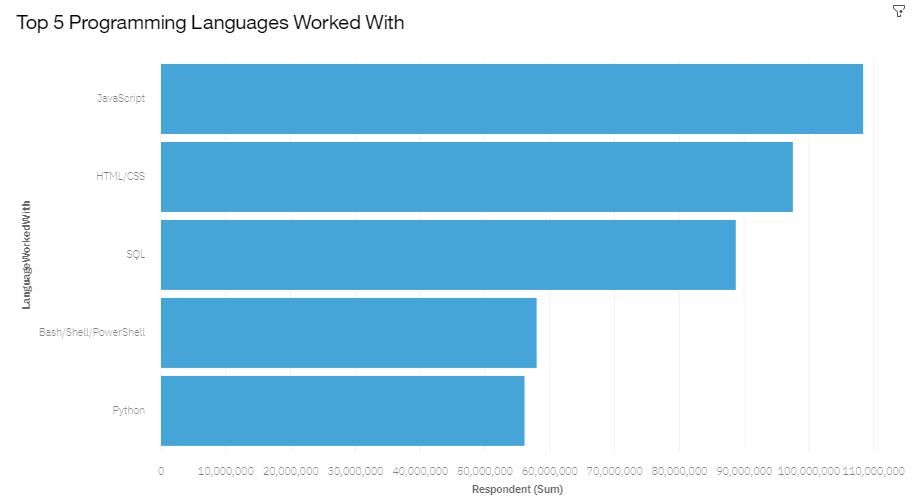 Top 5 Programming Languages Worked With
LanguageWorkedWith
JavaScript
HTML/CSS
SQL
Bash/Shell/PowerShell
Python
0 10,000,000 20,000,000 30,000,000 40,000,000 50,000,000 60,000,000 70,000,000 80,000,000 90,000,000 100,000,000 110,000,000
Respondent (Sum)